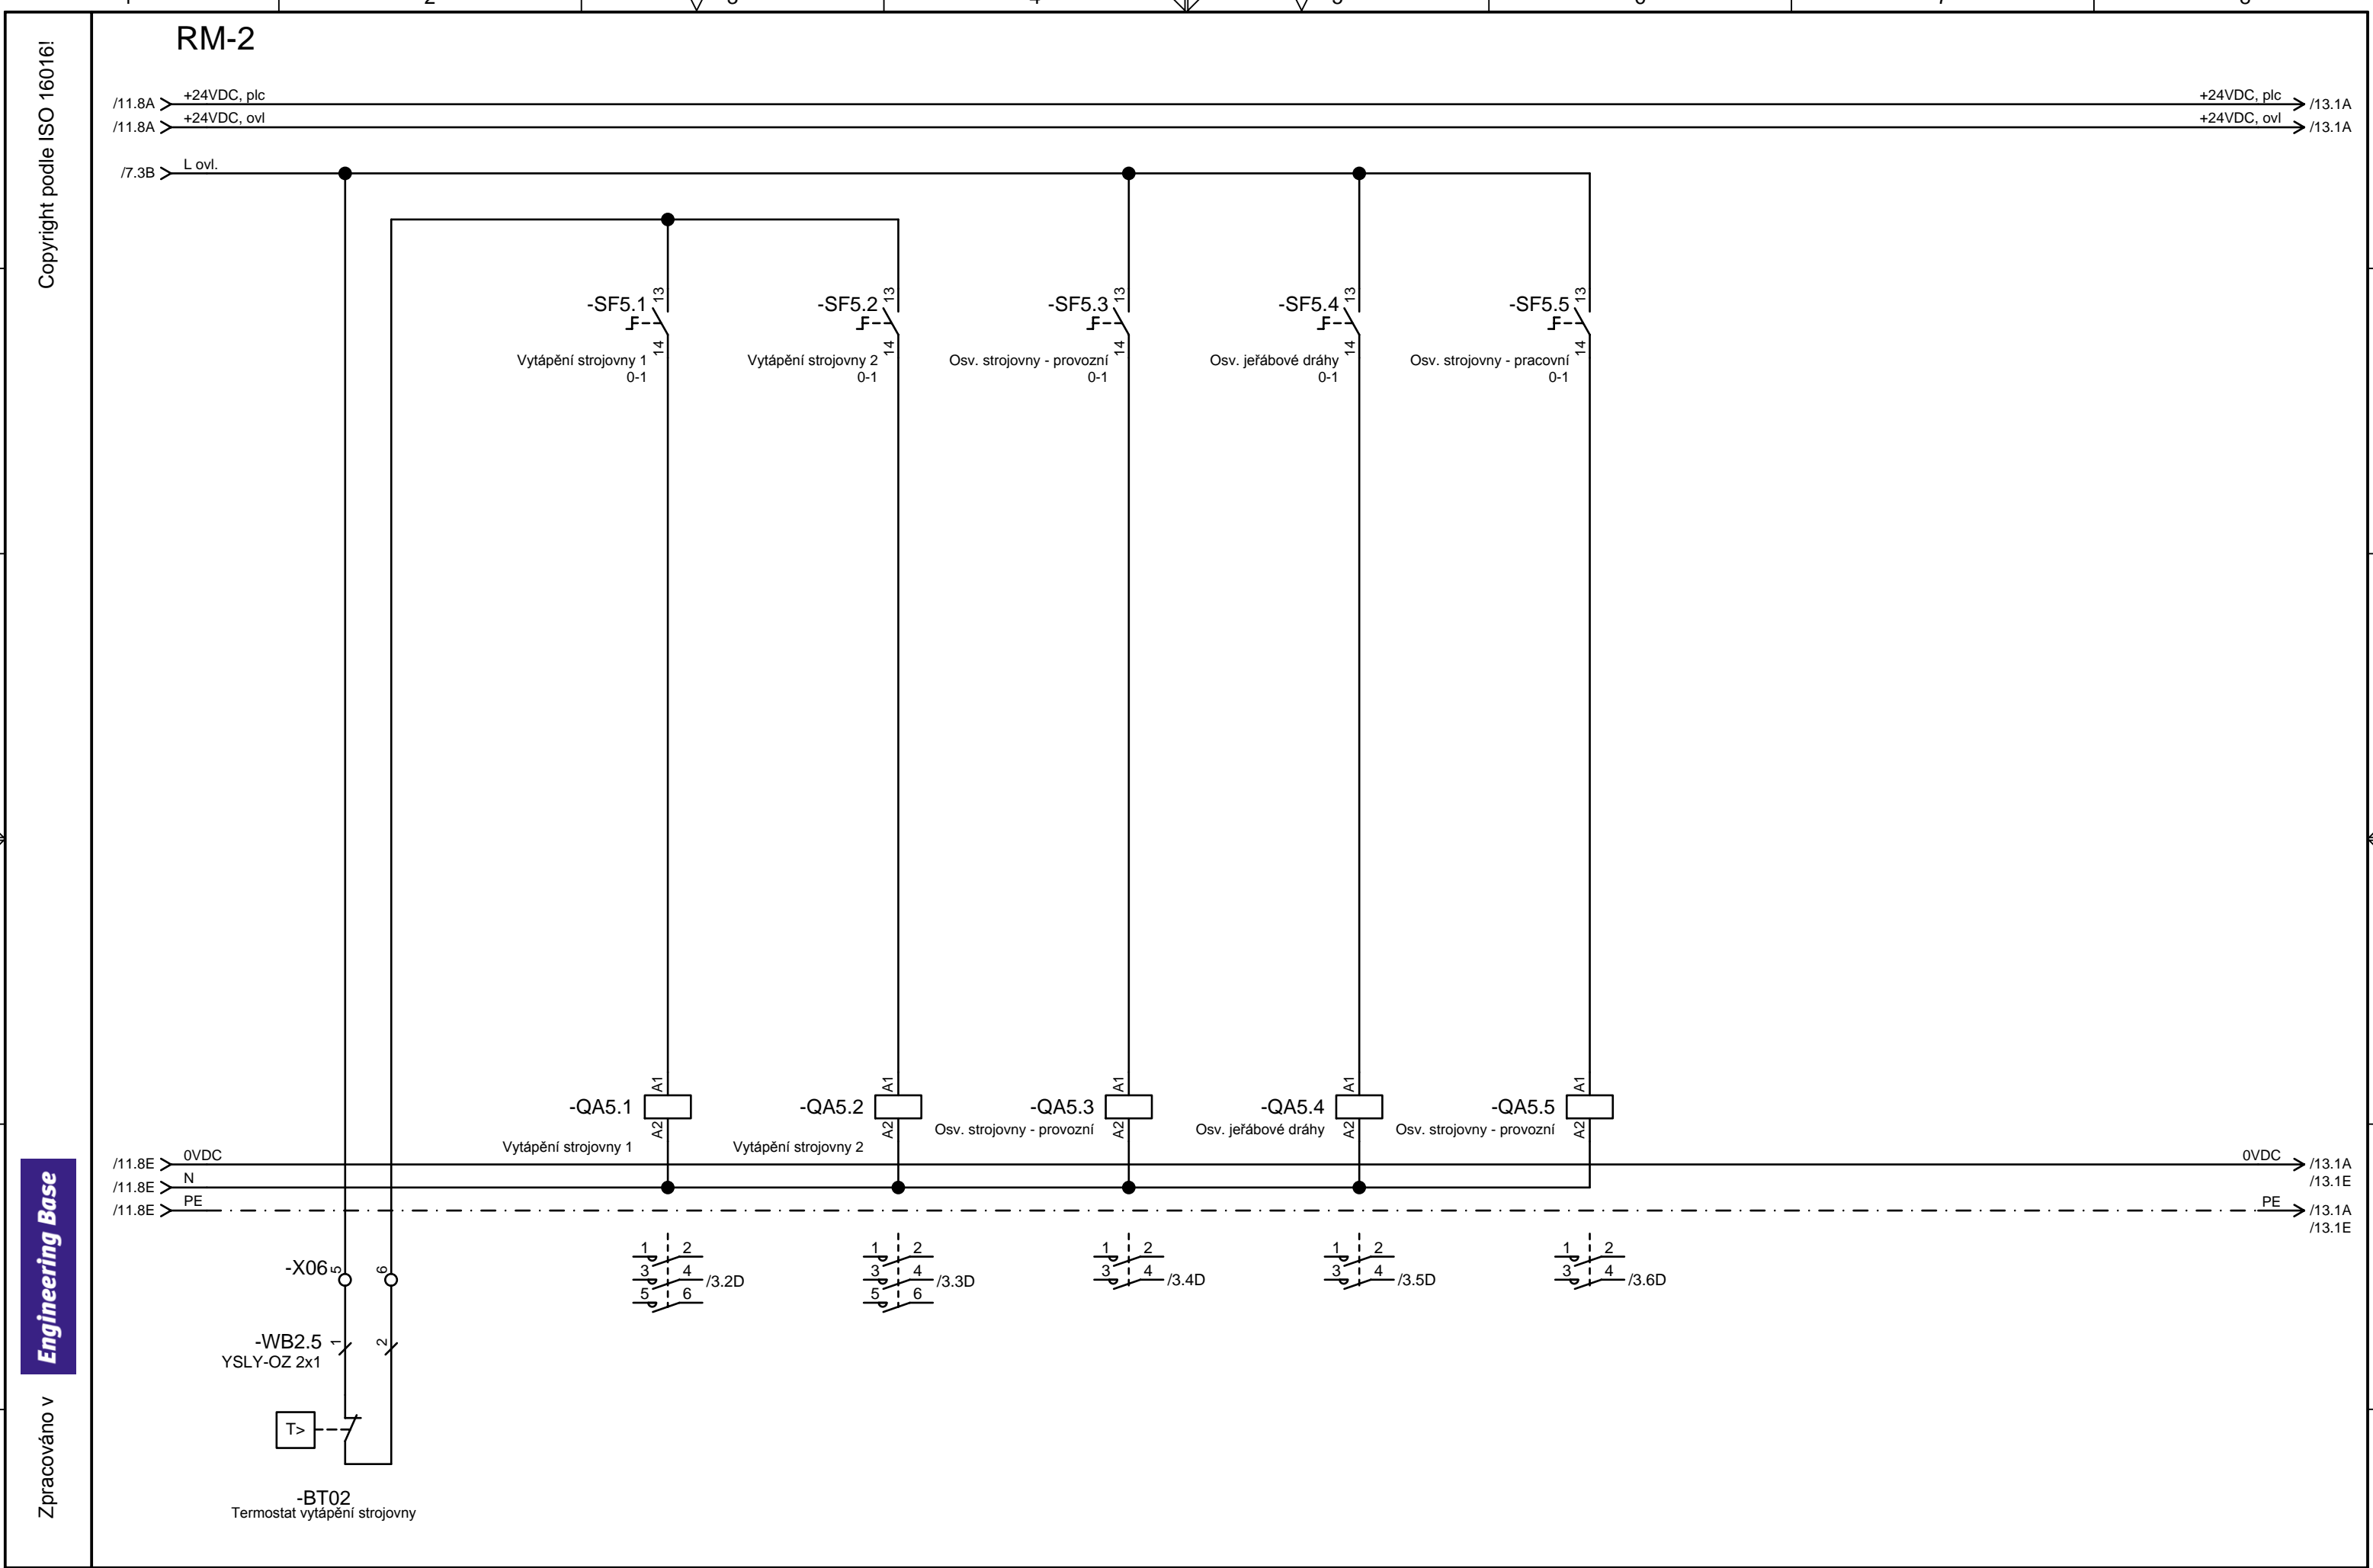 RM-2
Copyright podle ISO 16016!
/11.8A +24VDC, plc +24VDC, plc /13.1A
/11.8A +24VDC, ovl +24VDC, ovl /13.1A
/7.3B L ovl.
-SF5.1 13 14
Vytápění strojovny 1
0-1
-SF5.2 13 14
Vytápění strojovny 2
0-1
-SF5.3 13 14
Osv. strojovny - provozní
0-1
-SF5.4 13 14
Osv. jeřábové dráhy
0-1
-SF5.5 13 14
Osv. strojovny - pracovní
0-1
-QA5.1 A1 A2
Vytápění strojovny 1
-QA5.2 A1 A2
Vytápění strojovny 2
-QA5.3 A1 A2
Osv. strojovny - provozní
-QA5.4 A1 A2
Osv. jeřábové dráhy
-QA5.5 A1 A2
Osv. strojovny - provozní
/11.8E 0VDC 0VDC /13.1A
/13.1E
/11.8E N
/11.8E PE PE /13.1A
/13.1E
1 2
3 4 /3.2D
5 6
1 2
3 4 /3.3D
5 6
1 2
3 4 /3.4D
1 2
3 4 /3.5D
1 2
3 4 /3.6D
-X06 5 6
-WB2.5 1 2
YSLY-OZ 2x1
T>
-BT02
Termostat vytápění strojovny
Zpracováno v
Engineering Base